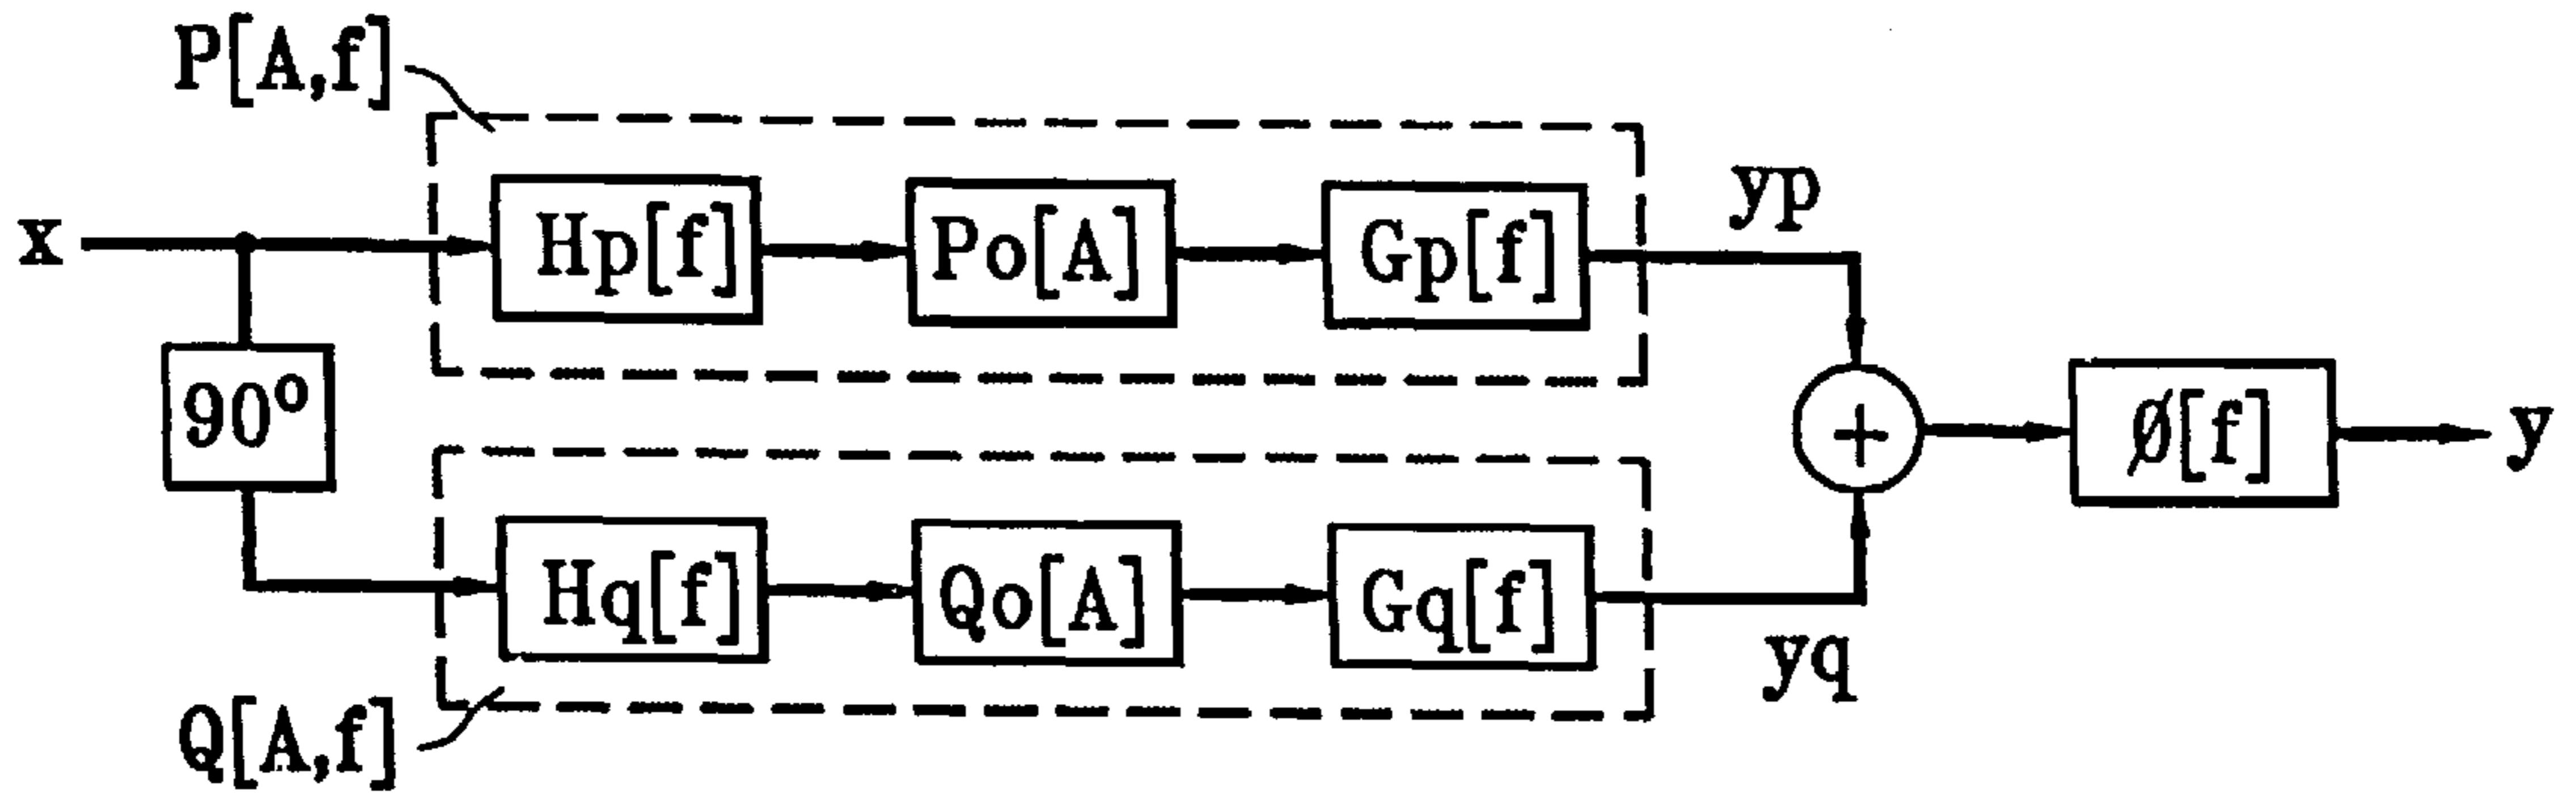 P[A,f]
x
Hp[f]
Po[A]
Gp[f]
yp
90°
+
Ø[f]
y
Hq[f]
Qo[A]
Gq[f]
yq
Q[A,f]